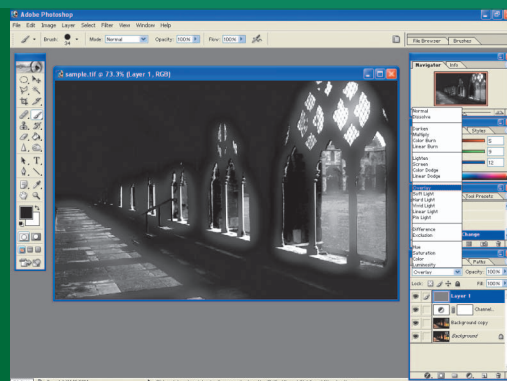 Adobe Photoshop
File Edit Image Layer Select Filter View Window Help
Brush: 24 Mode: Normal Opacity: 100% Flow: 100%
File Browser Brushes
sample.tif @ 73.3% (Layer 1, RGB)
Navigator Info
Normal
Dissolve
Darken
Multiply
Color Burn
Linear Burn
Lighten
Screen
Color Dodge
Linear Dodge
Overlay
Soft Light
Hard Light
Vivid Light
Linear Light
Pin Light
Difference
Exclusion
Hue
Saturation
Color
Luminosity
Styles
12
Tool Presets
Change
Paths
Overlay Opacity: 100%
Lock: Fill: 100%
Layer 1
Channel...
Background copy
Background